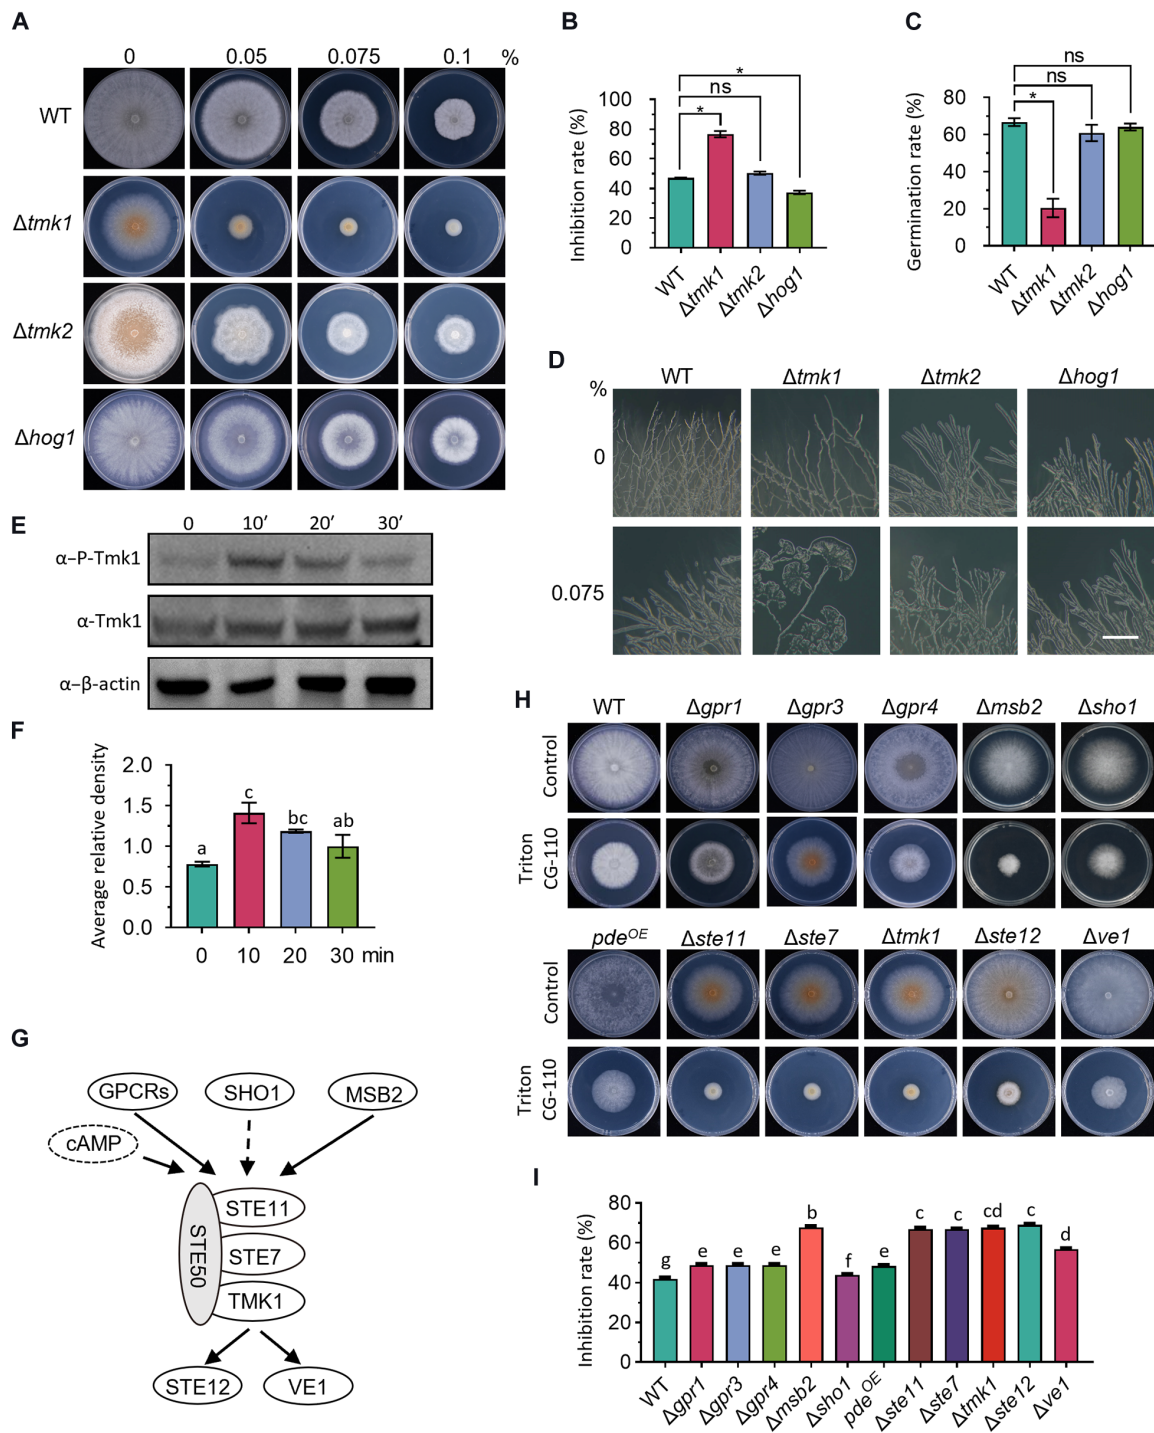 A
0 0.05 0.075 0.1 %
WT
Δtmk1
Δtmk2
Δhog1
B
Inhibition rate (%)
100
80
60
40
20
0
* 
ns
*
WT Δtmk1 Δtmk2 Δhog1
C
Germination rate (%)
80
60
40
20
0
ns
ns
*
WT Δtmk1 Δtmk2 Δhog1
D
% WT Δtmk1 Δtmk2 Δhog1
0
0.075
E
0 10′ 20′ 30′
α–P-Tmk1
α-Tmk1
α–β-actin
F
Average relative density
2.0
1.5
1.0
0.5
0.0
a c bc ab
0 10 20 30 min
G
GPCRs SHO1 MSB2
cAMP
STE50
STE11
STE7
TMK1
STE12 VE1
H
WT Δgpr1 Δgpr3 Δgpr4 Δmsb2 Δsho1
Control
Triton
CG-110
pdeOE Δste11 Δste7 Δtmk1 Δste12 Δve1
Control
Triton
CG-110
I
Inhibition rate (%)
80
60
40
20
0
g e e e b f e c c cd c d
WT Δgpr1 Δgpr3 Δgpr4 Δmsb2 Δsho1 pdeOE Δste11 Δste7 Δtmk1 Δste12 Δve1